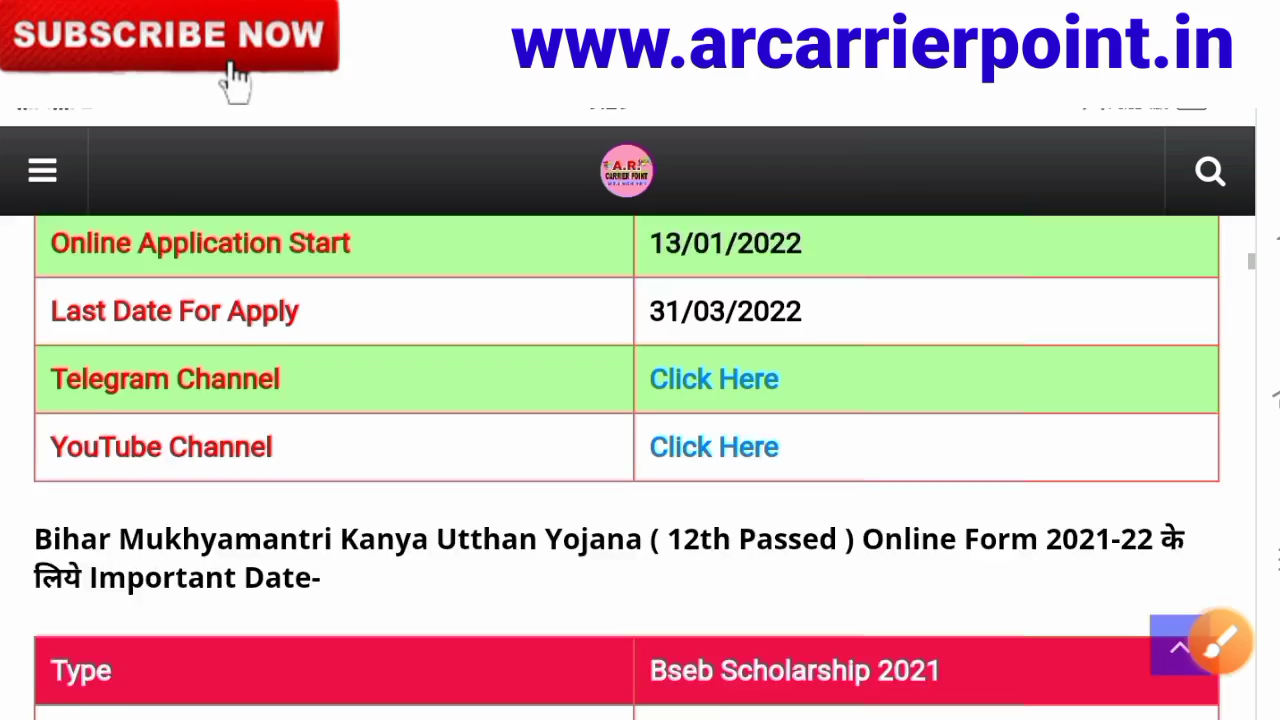 SUBSCRIBE NOW
www.arcarrierpoint.in
A.R.
CARRIER POINT
Online Application Start 13/01/2022
Last Date For Apply 31/03/2022
Telegram Channel Click Here
YouTube Channel Click Here
Bihar Mukhyamantri Kanya Utthan Yojana ( 12th Passed ) Online Form 2021-22 के
लिये Important Date-
Type Bseb Scholarship 2021